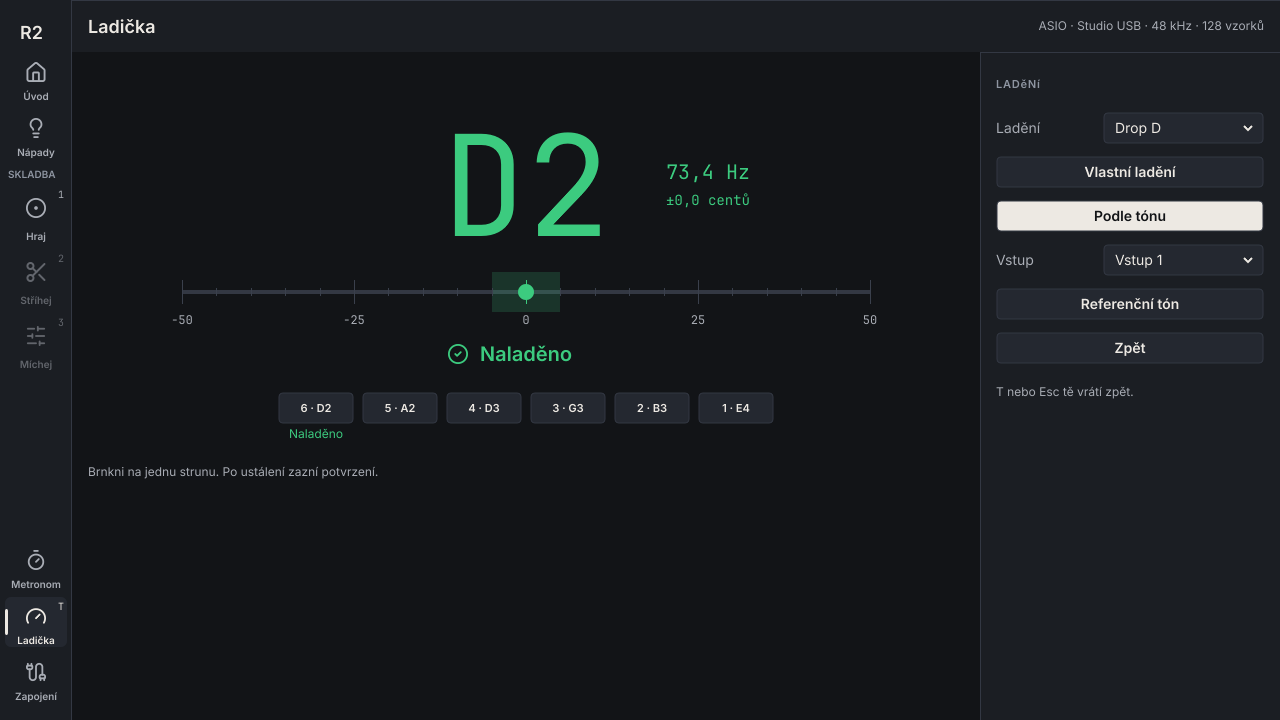 R2
Úvod
Nápady
SKLADBA
1
Hraj
2
Stříhej
3
Míchej
Metronom
T
Ladička
Zapojení
Ladička
ASIO · Studio USB · 48 kHz · 128 vzorků
D2
73,4 Hz
±0,0 centů
-50 -25 0 25 50
Naladěno
6 · D2 5 · A2 4 · D3 3 · G3 2 · B3 1 · E4
Naladěno
Brnkni na jednu strunu. Po ustálení zazní potvrzení.
LADěNí
Ladění Drop D
Vlastní ladění
Podle tónu
Vstup Vstup 1
Referenční tón
Zpět
T nebo Esc tě vrátí zpět.